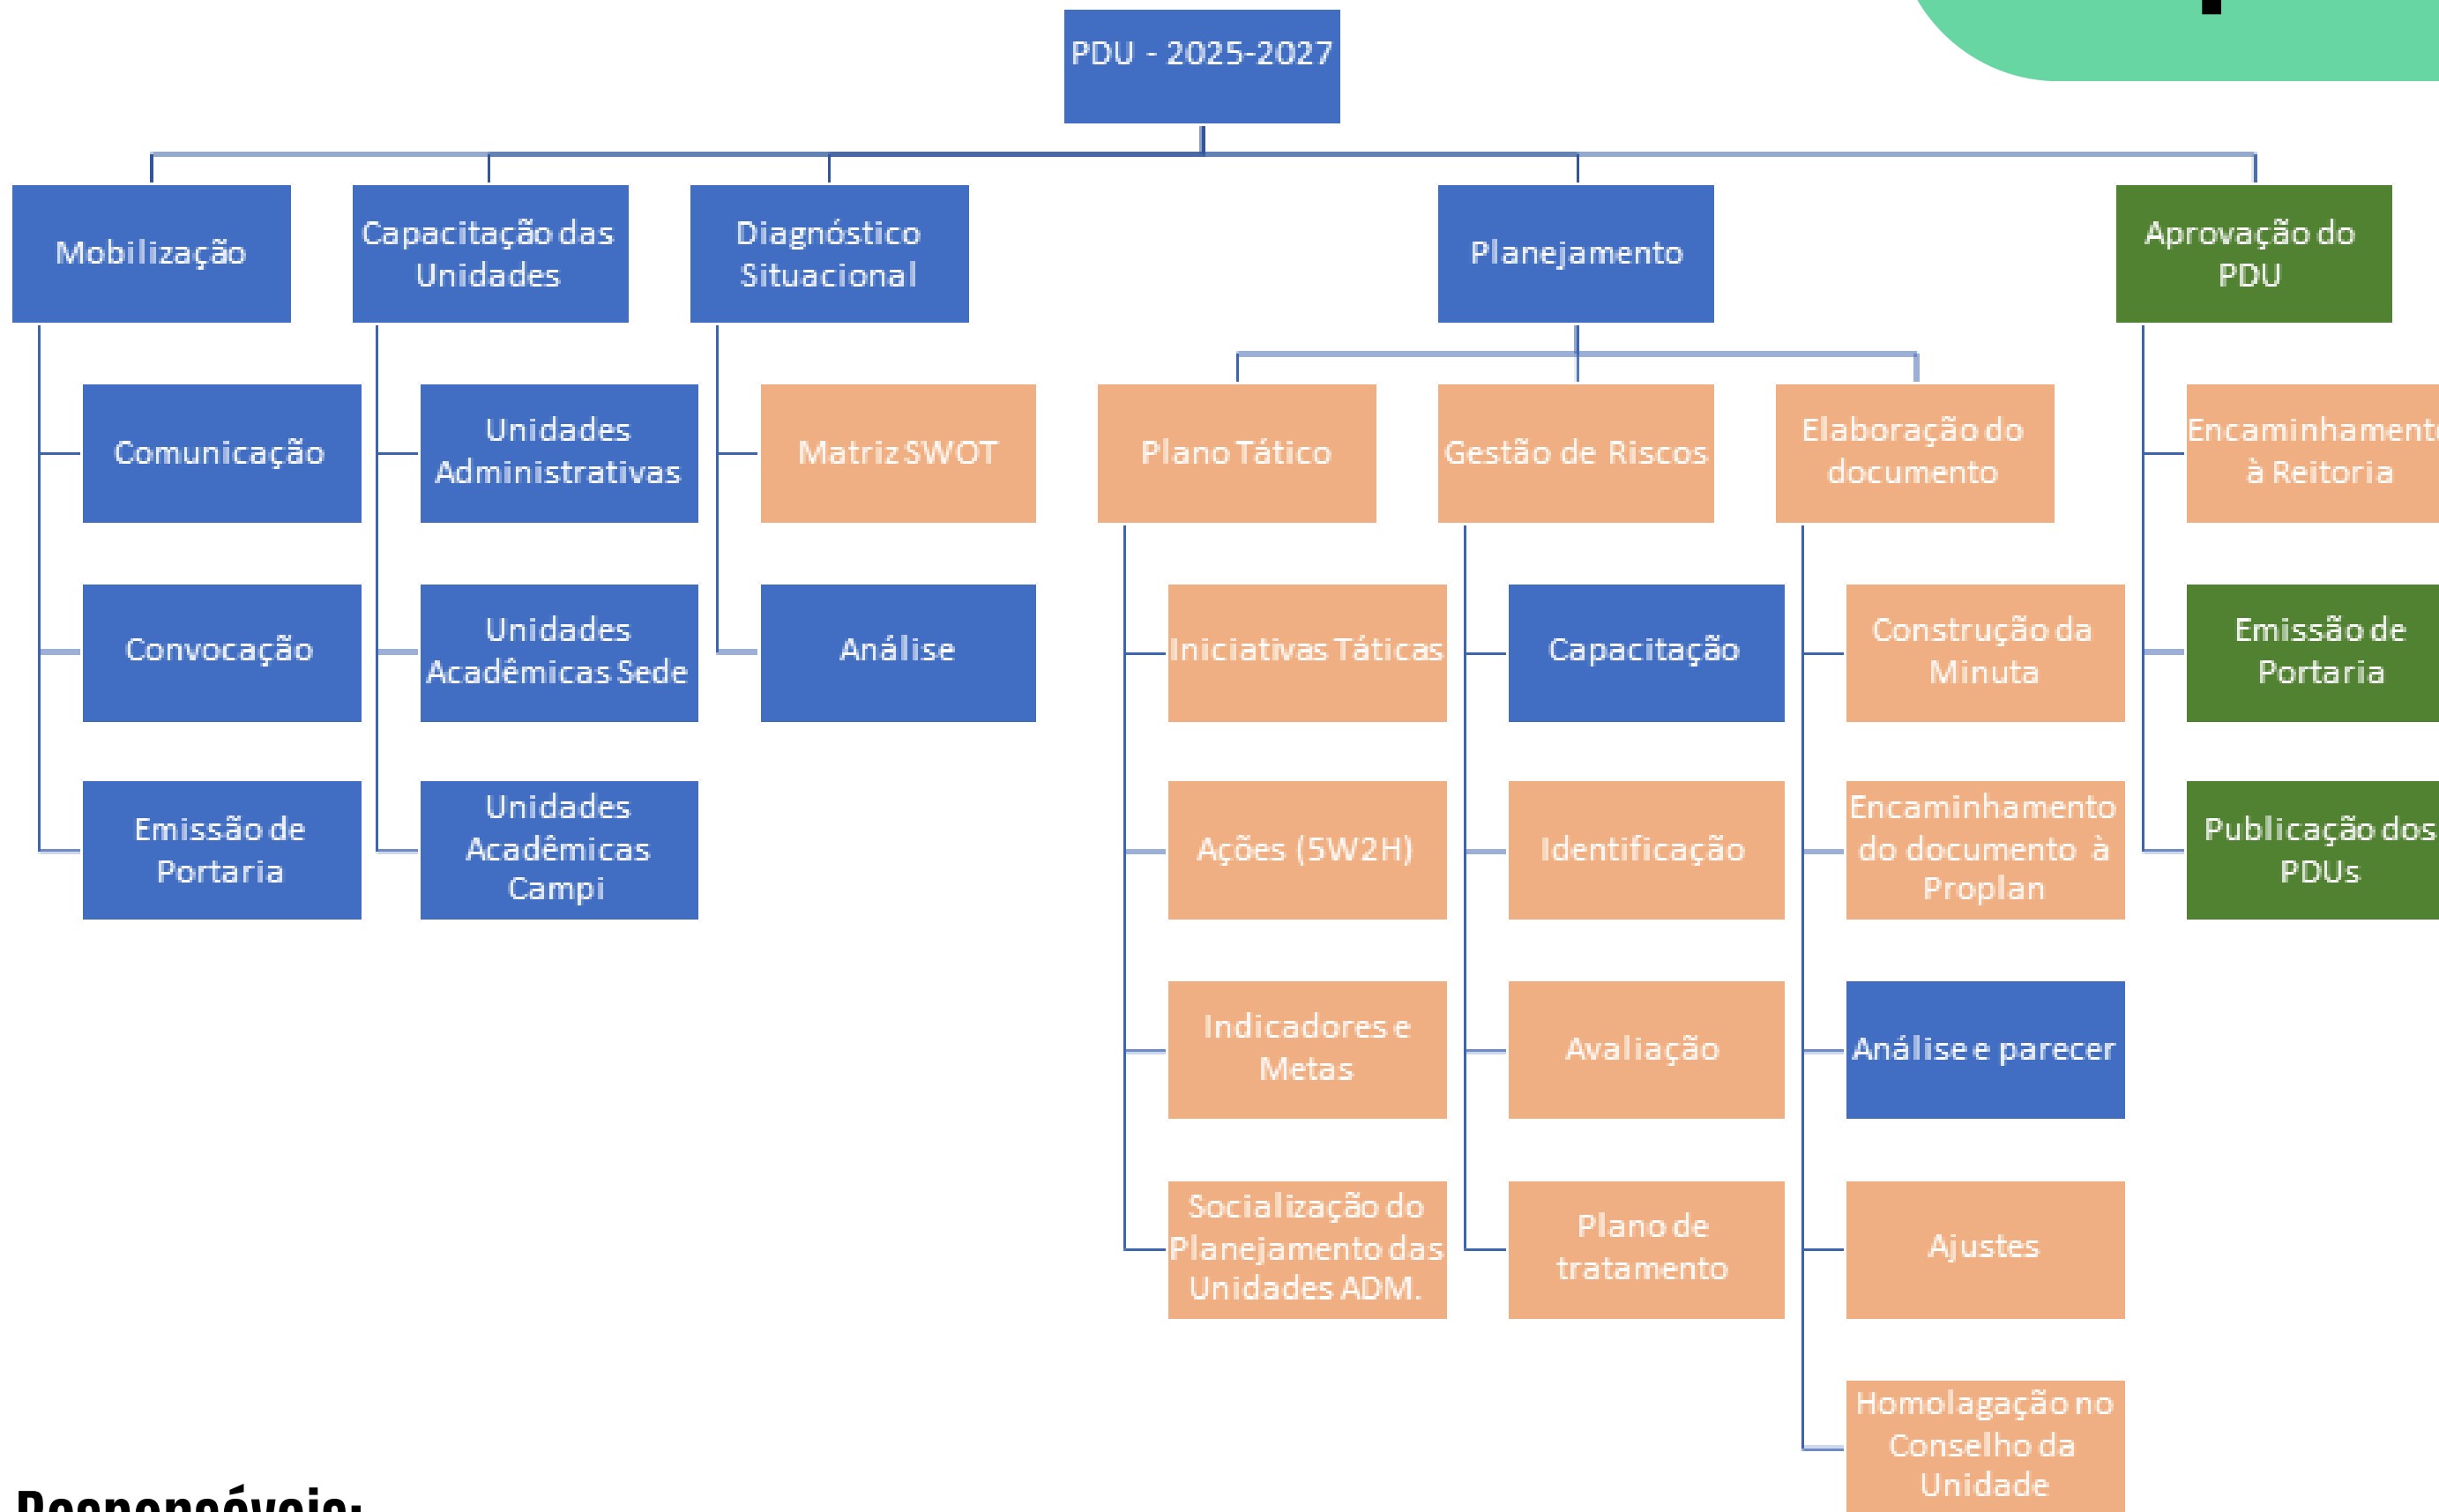 PDU - 2025-2027
Mobilização
Capacitação das
Unidades
Diagnóstico
Situacional
Planejamento
Aprovação do
PDU
Comunicação
Convocação
Emissão de
Portaria
Unidades
Administrativas
Unidades
Acadêmicas Sede
Unidades
Acadêmicas
Campi
Matriz SWOT
Análise
Plano Tático
Iniciativas Táticas
Ações (5W2H)
Indicadores e
Metas
Socialização do
Planejamento das
Unidades ADM.
Gestão de Riscos
Capacitação
Identificação
Avaliação
Plano de
tratamento
Elaboração do
documento
Construção da
Minuta
Encaminhamento
do documento à
Proplan
Análise e parecer
Ajustes
Homolagação no
Conselho da
Unidade
Encaminhamento
à Reitoria
Emissão de
Portaria
Publicação dos
PDUs
Responsáveis: